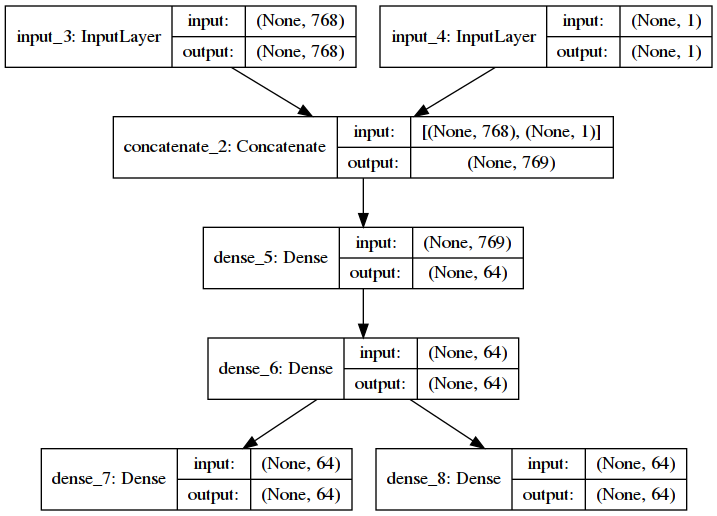 input_3: InputLayer
input: (None, 768)
output: (None, 768)
input_4: InputLayer
input: (None, 1)
output: (None, 1)
concatenate_2: Concatenate
input: [(None, 768), (None, 1)]
output: (None, 769)
dense_5: Dense
input: (None, 769)
output: (None, 64)
dense_6: Dense
input: (None, 64)
output: (None, 64)
dense_7: Dense
input: (None, 64)
output: (None, 64)
dense_8: Dense
input: (None, 64)
output: (None, 64)